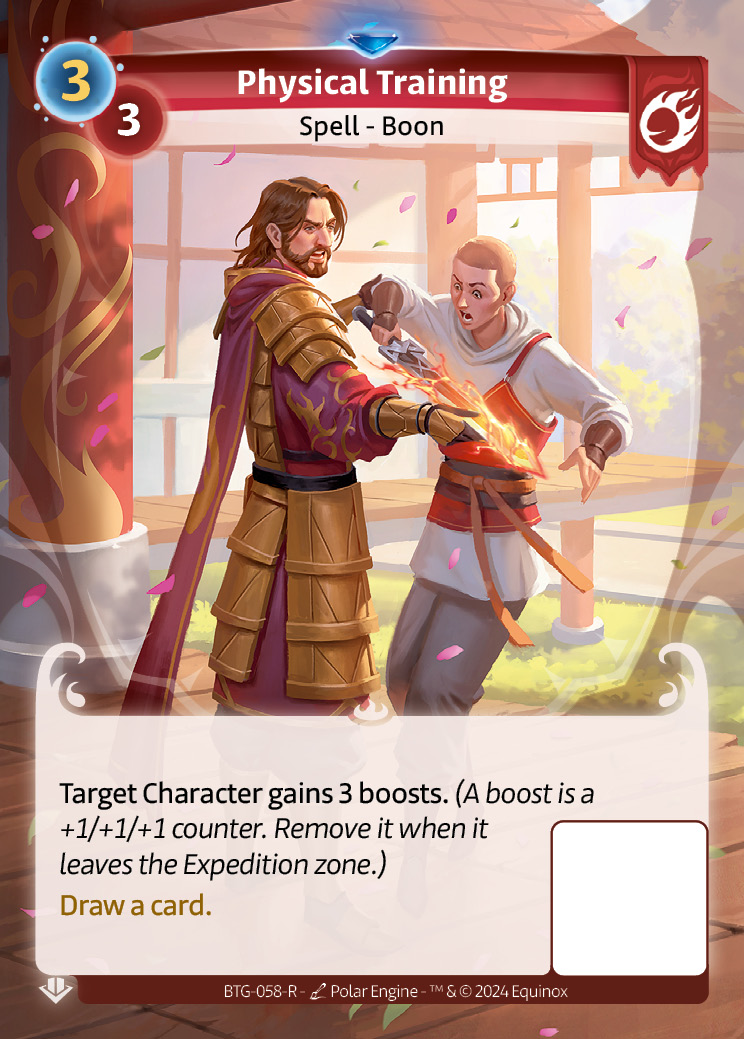 3
Physical Training
3
Spell - Boon
Target Character gains 3 boosts. (A boost is a
+1/+1/+1 counter. Remove it when it
leaves the Expedition zone.)
Draw a card.
BTG-058-R - Polar Engine - ™ & © 2024 Equinox